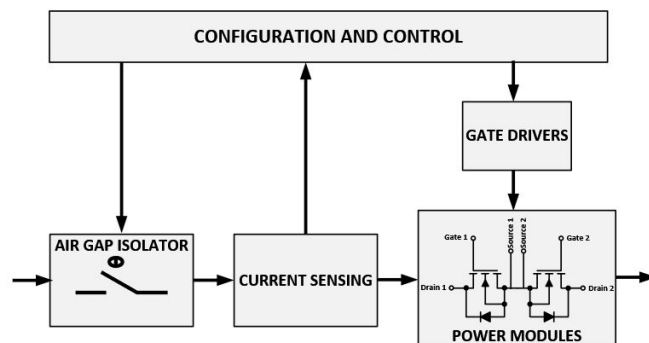 CONFIGURATION AND CONTROL
GATE DRIVERS
AIR GAP ISOLATOR
CURRENT SENSING
Source 1
Source 2
Gate 1
Gate 2
Drain 1
Drain 2
POWER MODULES